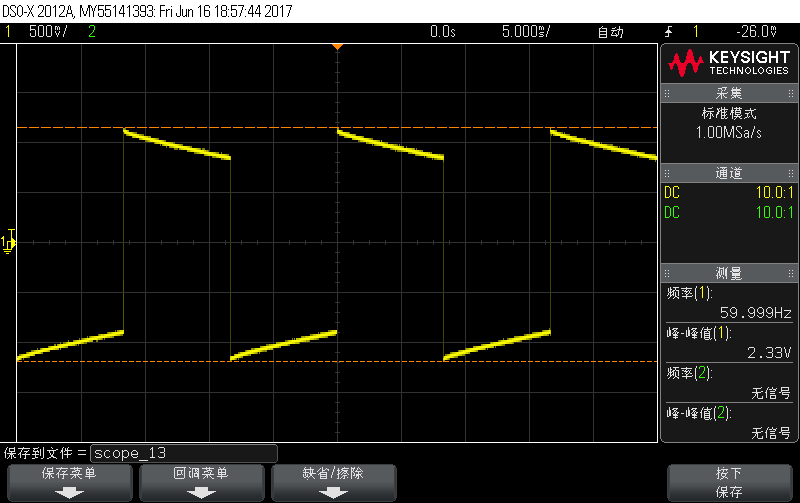 DSO-X 2012A, MY55141393: Fri Jun 16 18:57:44 2017
1 500mV/ 2 0.0s 5.000ms/ 自动 1 -26.0mV
KEYSIGHT
TECHNOLOGIES
采集
标准模式
1.00MSa/s
通道
DC 10.0:1
DC 10.0:1
1
测量
频率(1):
59.999Hz
峰-峰值(1):
2.33V
频率(2):
无信号
峰-峰值(2):
无信号
保存到文件 = scope_13
保存菜单
回调菜单
缺省/擦除
按下
保存